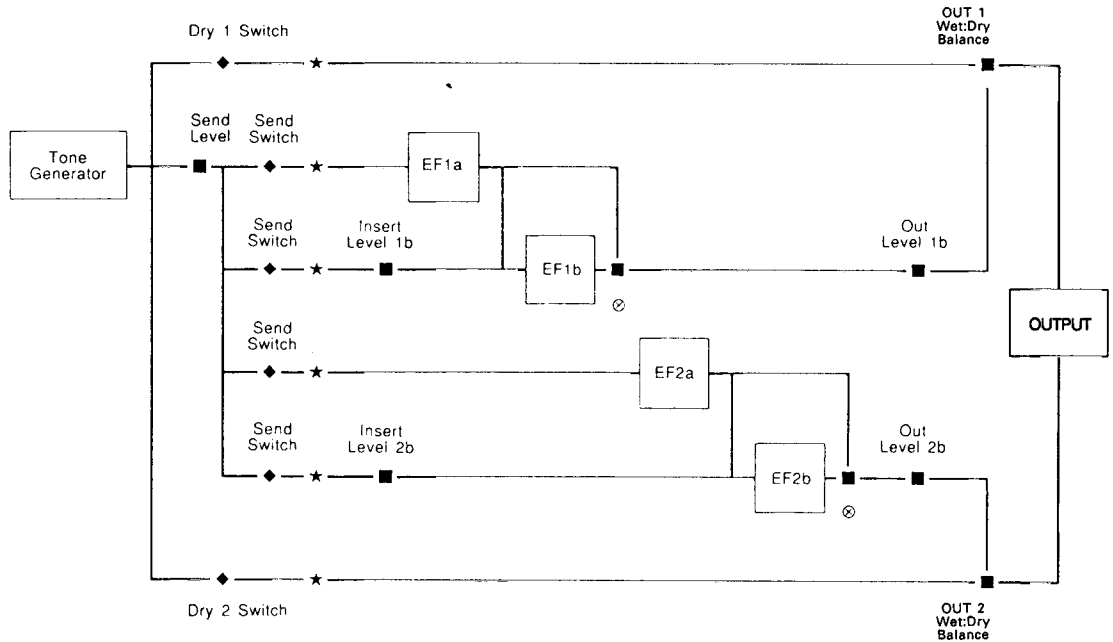 Dry 1 Switch
OUT 1
Wet:Dry
Balance
Send
Level
Send
Switch
Tone
Generator
EF1a
Send
Switch
Insert
Level 1b
EF1b
Out
Level 1b
OUTPUT
Send
Switch
EF2a
Send
Switch
Insert
Level 2b
EF2b
Out
Level 2b
Dry 2 Switch
OUT 2
Wet:Dry
Balance